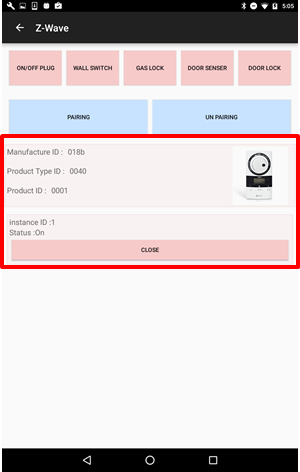 5:05
Z-Wave
ON/OFF PLUG WALL SWITCH GAS LOCK DOOR SENSER DOOR LOCK
PAIRING UN PAIRING
Manufacture ID : 018b
Product Type ID : 0040
Product ID : 0001
instance ID :1
Status :On
CLOSE